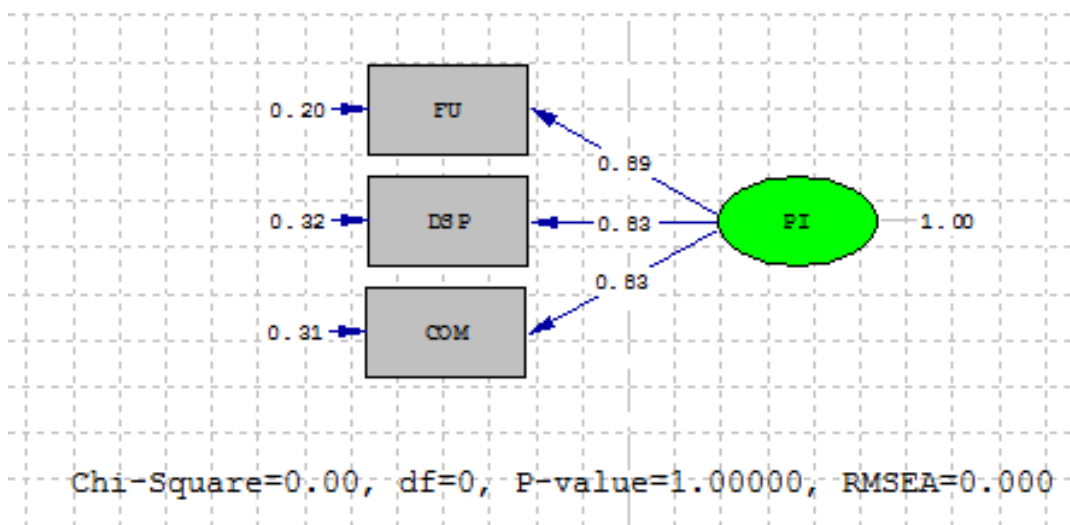 0.20 FU
0.89
0.32 DSP 0.83 PI 1.00
0.83
0.31 COM
Chi-Square=0.00, df=0, P-value=1.00000, RMSEA=0.000